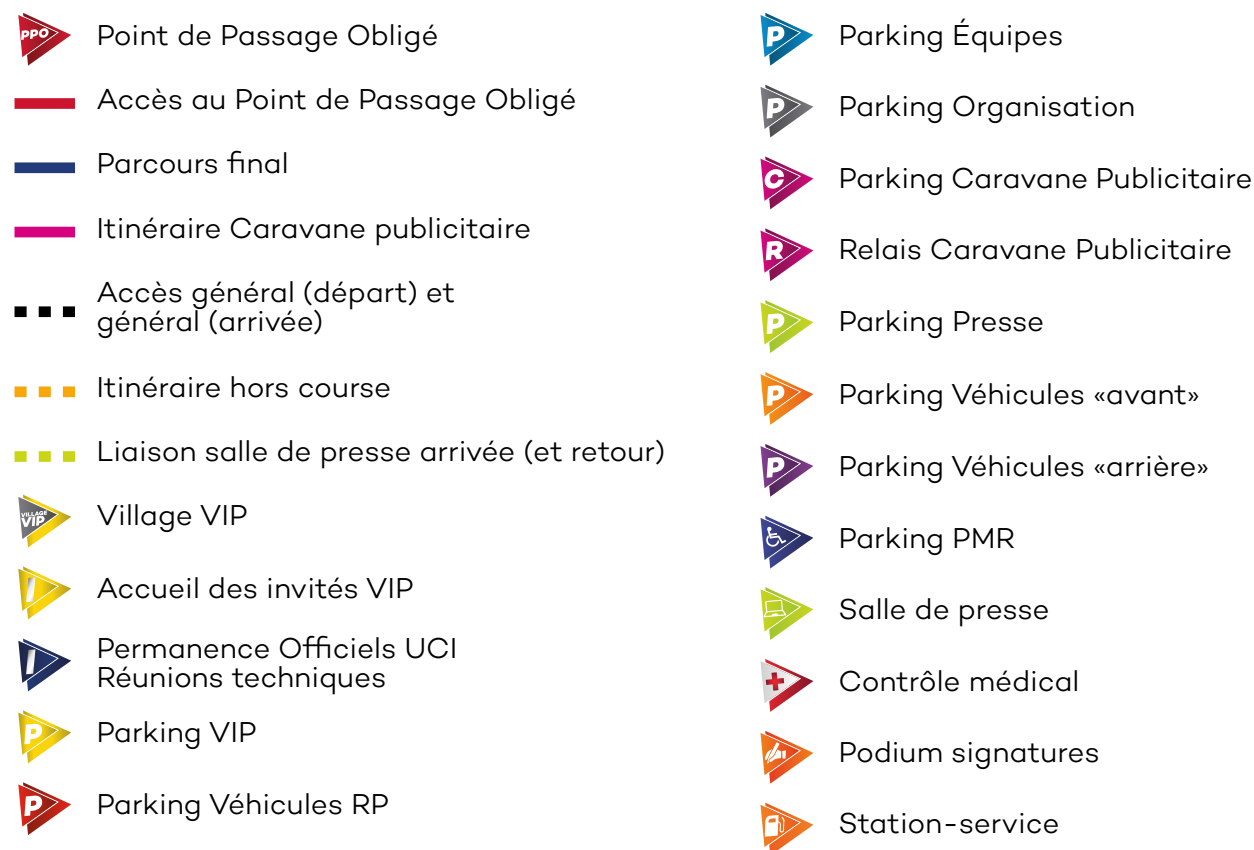 PPO Point de Passage Obligé
Accès au Point de Passage Obligé
Parcours final
Itinéraire Caravane publicitaire
Accès général (départ) et
général (arrivée)
Itinéraire hors course
Liaison salle de presse arrivée (et retour)
VILLAGE
VIP
Village VIP
I Accueil des invités VIP
I Permanence Officiels UCI
Réunions techniques
P Parking VIP
P Parking Véhicules RP
P Parking Équipes
P Parking Organisation
C Parking Caravane Publicitaire
R Relais Caravane Publicitaire
P Parking Presse
P Parking Véhicules «avant»
P Parking Véhicules «arrière»
Parking PMR
Salle de presse
Contrôle médical
Podium signatures
Station-service